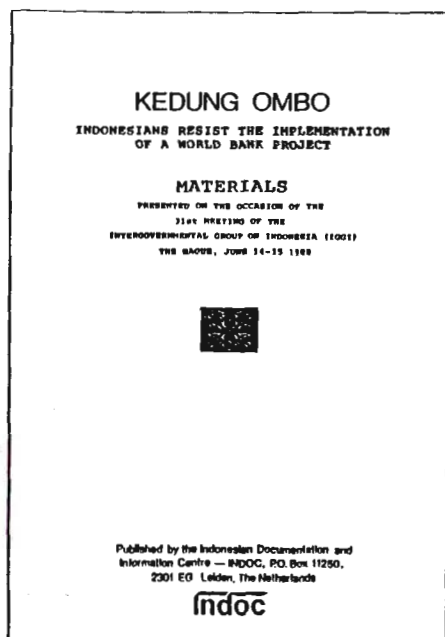 KEDUNG OMBO
INDONESIANS RESIST THE IMPLEMENTATION
OF A WORLD BANK PROJECT
MATERIALS
PRESENTED ON THE OCCASION OF THE
31st MEETING OF THE
INTERGOVERNMENTAL GROUP ON INDONESIA (IGGI)
THE HAGUE, JUNE 14-15
Published by the Indonesian Documentation and
Information Centre — INDOC, P.O. Box 11250,
2301 EG Leiden, The Netherlands
Indoc